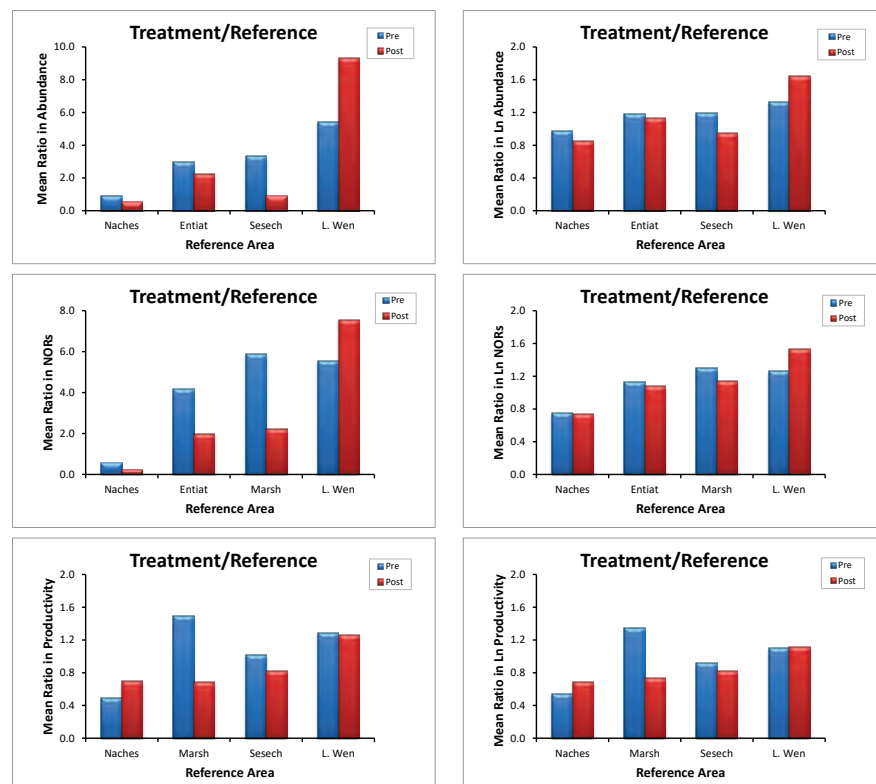 Treatment/Reference
Pre
Post
Mean Ratio in Abundance
10.0
8.0
6.0
4.0
2.0
0.0
Naches Entiat Sesech L. Wen
Reference Area
Treatment/Reference
Pre
Post
Mean Ratio in Ln Abundance
2.0
1.6
1.2
0.8
0.4
0.0
Naches Entiat Sesech L. Wen
Reference Area
Treatment/Reference
Pre
Post
Mean Ratio in NORs
8.0
6.0
4.0
2.0
0.0
Naches Entiat Marsh L. Wen
Reference Area
Treatment/Reference
Pre
Post
Mean Ratio in Ln NORs
2.0
1.6
1.2
0.8
0.4
0.0
Naches Entiat Marsh L. Wen
Reference Area
Treatment/Reference
Pre
Post
Mean Ratio in Productivity
2.0
1.6
1.2
0.8
0.4
0.0
Naches Marsh Sesech L. Wen
Reference Area
Treatment/Reference
Pre
Post
Mean Ratio in Ln Productivity
2.0
1.6
1.2
0.8
0.4
0.0
Naches Marsh Sesech L. Wen
Reference Area